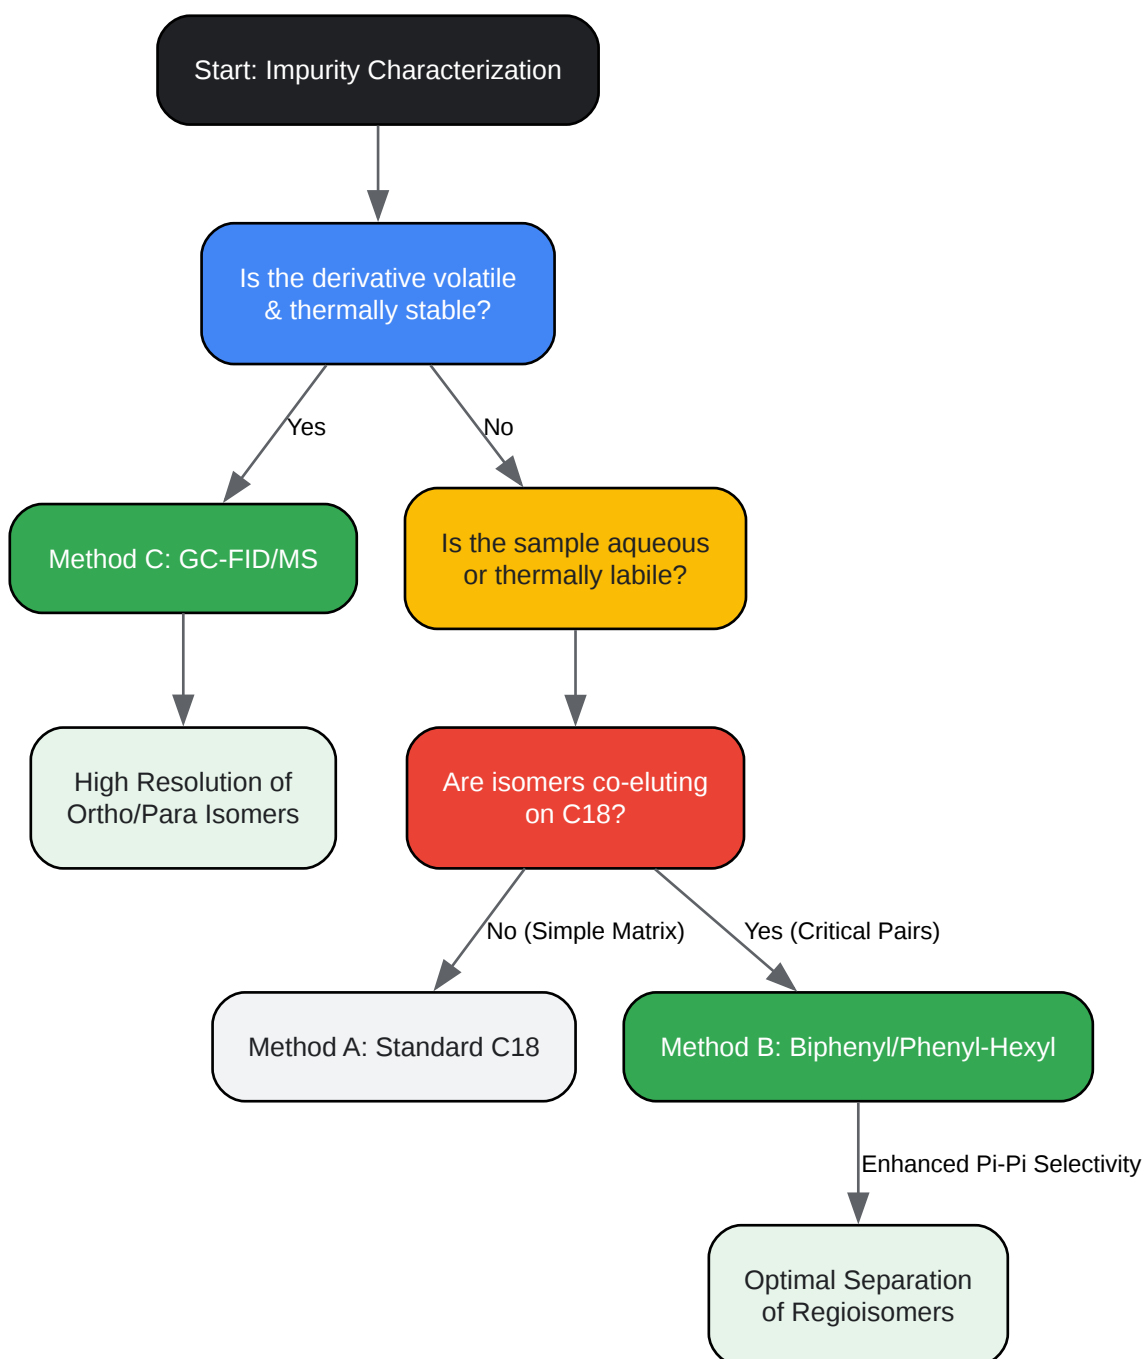 Start: Impurity Characterization
Is the derivative volatile
& thermally stable?
Yes
No
Method C: GC-FID/MS
Is the sample aqueous
or thermally labile?
High Resolution of
Ortho/Para Isomers
Are isomers co-eluting
on C18?
No (Simple Matrix)
Yes (Critical Pairs)
Method A: Standard C18
Method B: Biphenyl/Phenyl-Hexyl
Enhanced Pi-Pi Selectivity
Optimal Separation
of Regioisomers